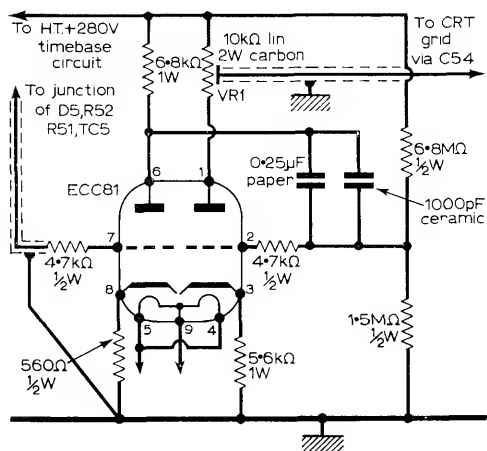 To H.T.+280V
timebase
circuit
To junction
of D5,R52
R51,TC5
6·8kΩ
1W
10kΩ lin
2W carbon
VR1
To CRT
grid
via C54
6
1
ECC81
0·25µF
paper
6·8MΩ
½W
1000pF
ceramic
7
2
4·7kΩ
½W
4·7kΩ
½W
8
3
5
9
4
560Ω
½W
5·6kΩ
1W
1·5MΩ
½W